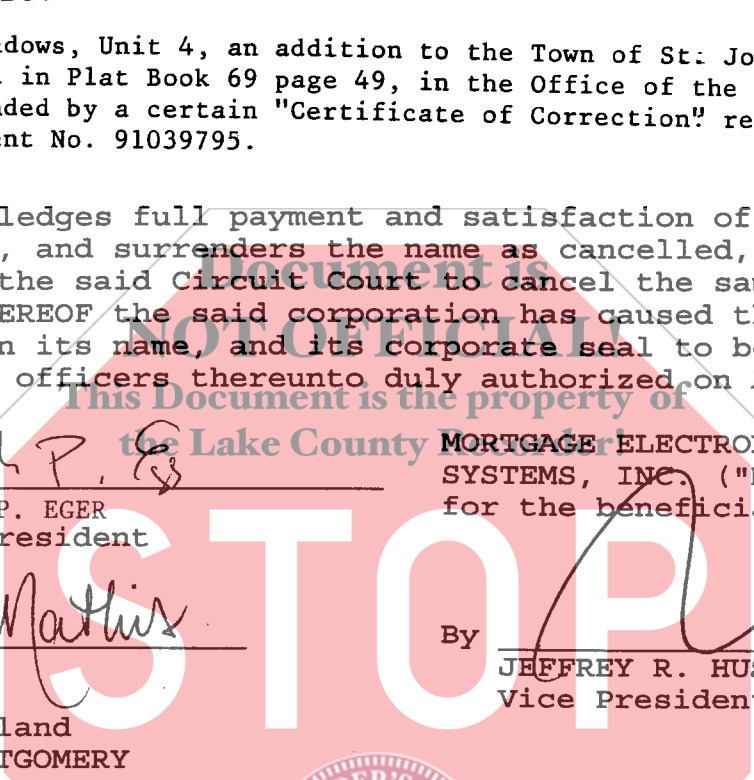 dows, Unit 4, an addition to the Town of St. Jo
in Plat Book 69 page 49, in the Office of the
ded by a certain "Certificate of Correction" re
ent No. 91039795.
ledges full payment and satisfaction of
, and surrenders the name as cancelled,
the said Circuit Court to cancel the sa
EREOF the said corporation has caused t
n its name, and its corporate seal to b
officers thereunto duly authorized on
Document is
NOT OFFICIAL!
This Document is the property of
the Lake County Recorder!
P. EGER
resident
Mathis
land
TGOMERY
MORTGAGE ELECTRO
SYSTEMS, INC. ("
for the benefici
By
JEFFREY R. HU
Vice Presiden
STOP